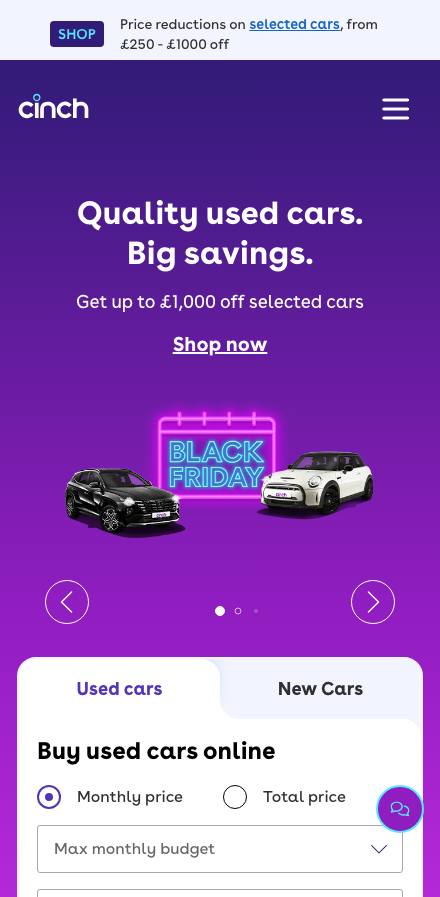 SHOP
Price reductions on selected cars, from
£250 - £1000 off
cinch
Quality used cars.
Big savings.
Get up to £1,000 off selected cars
Shop now
BLACK
FRIDAY
cinch
cinch
Used cars
New Cars
Buy used cars online
Monthly price
Total price
Max monthly budget